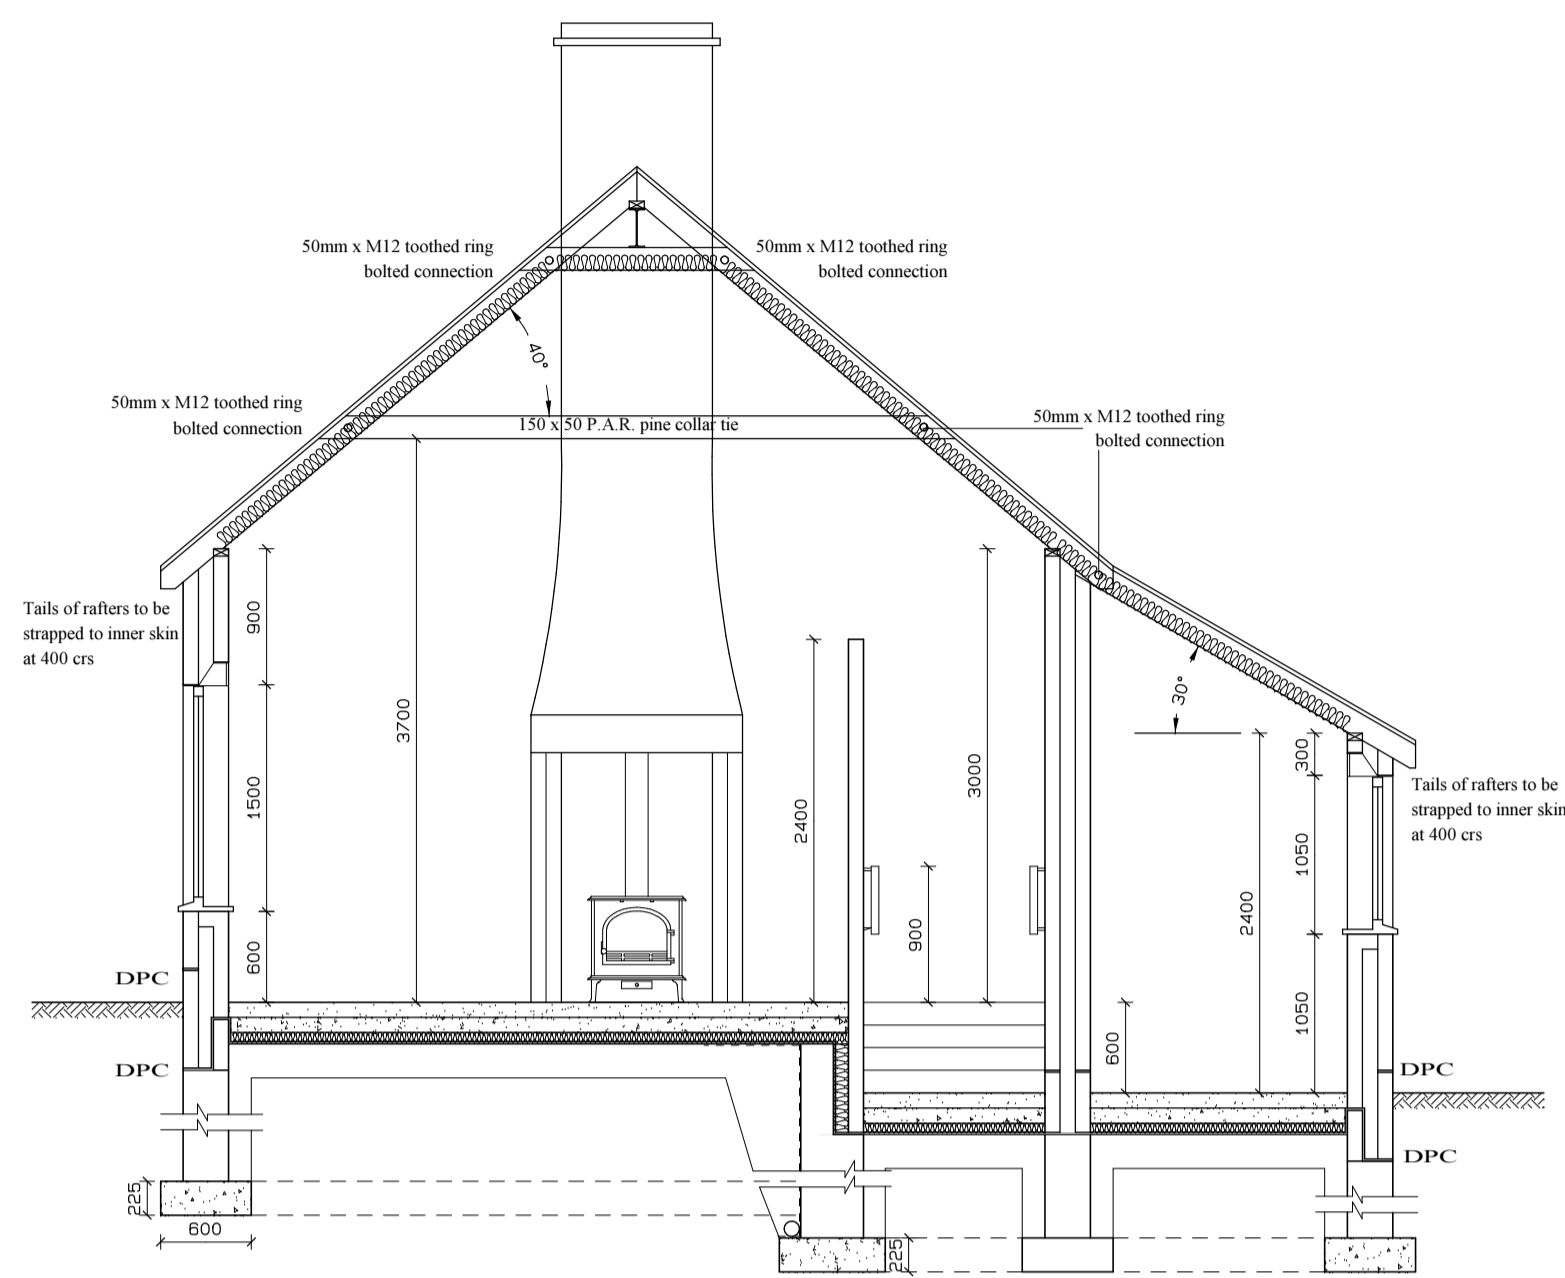 50mm x M12 toothed ring
bolted connection
50mm x M12 toothed ring
bolted connection
40°
50mm x M12 toothed ring
bolted connection
150 x 50 P.A.R. pine collar tie
50mm x M12 toothed ring
bolted connection
Tails of rafters to be
strapped to inner skin
at 400 crs
900
1500
600
3700
2400
900
3000
30°
600
2400
300
1050
1050
Tails of rafters to be
strapped to inner skin
at 400 crs
DPC
DPC
DPC
DPC
225
600
225